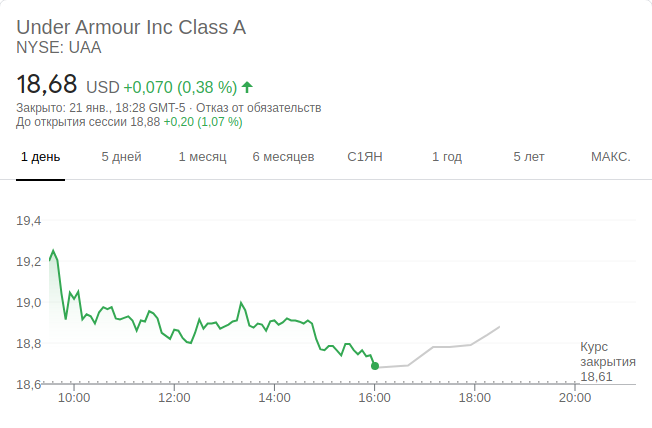 Under Armour Inc Class A
NYSE: UAA
18,68 USD +0,070 (0,38 %)
Закрыто: 21 янв., 18:28 GMT-5 · Отказ от обязательств
До открытия сессии 18,88 +0,20 (1,07 %)
1 день 5 дней 1 месяц 6 месяцев С1ЯН 1 год 5 лет МАКС.
19,4
19,2
19,0
18,8
18,6
Курс
закрытия
18,61
10:00 12:00 14:00 16:00 18:00 20:00